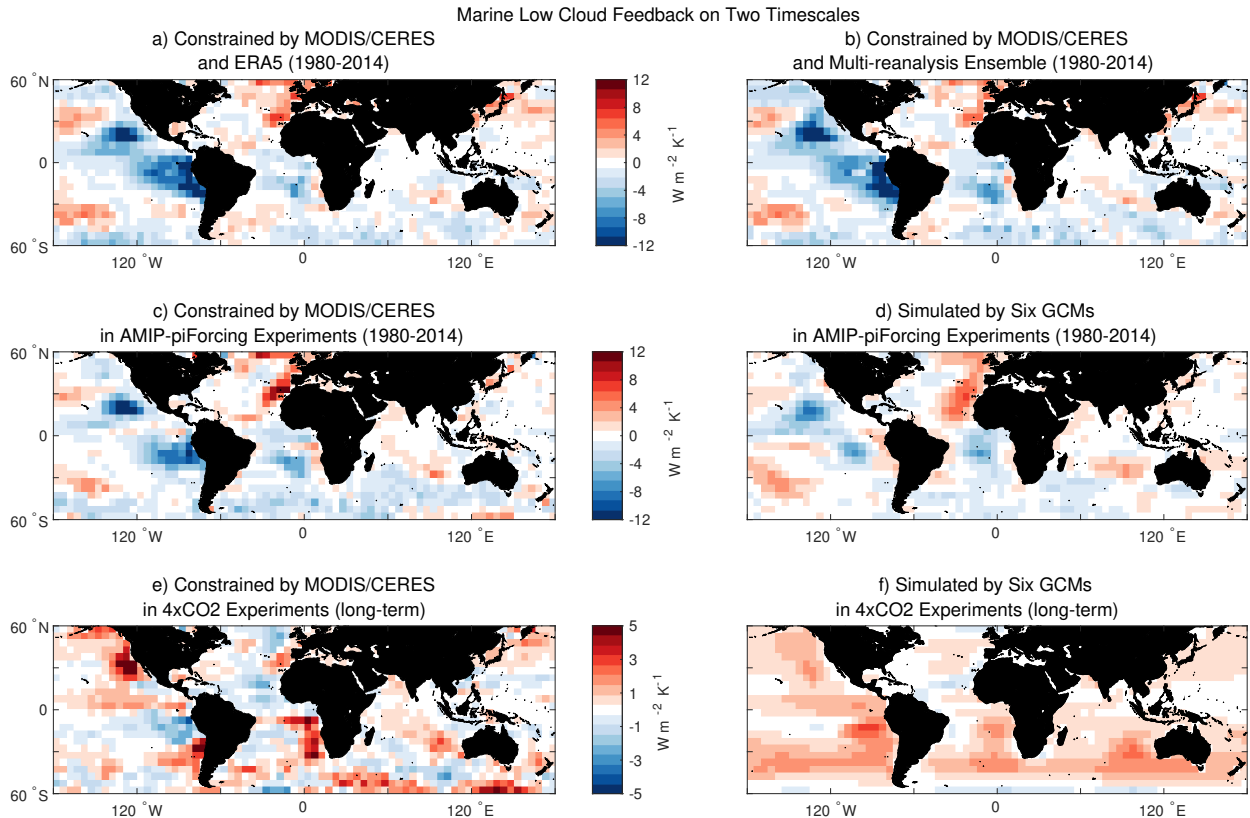 Marine Low Cloud Feedback on Two Timescales
a) Constrained by MODIS/CERES
and ERA5 (1980-2014)
60 °N
0
60 °S
120 °W
0
120 °E
12
8
4
0
-4
-8
-12
W m⁻² K⁻¹
b) Constrained by MODIS/CERES
and Multi-reanalysis Ensemble (1980-2014)
120 °W
0
120 °E
c) Constrained by MODIS/CERES
in AMIP-piForcing Experiments (1980-2014)
60 °N
0
60 °S
120 °W
0
120 °E
12
8
4
0
-4
-8
-12
W m⁻² K⁻¹
d) Simulated by Six GCMs
in AMIP-piForcing Experiments (1980-2014)
120 °W
0
120 °E
e) Constrained by MODIS/CERES
in 4xCO2 Experiments (long-term)
60 °N
0
60 °S
120 °W
0
120 °E
5
3
1
0
-1
-3
-5
W m⁻² K⁻¹
f) Simulated by Six GCMs
in 4xCO2 Experiments (long-term)
120 °W
0
120 °E